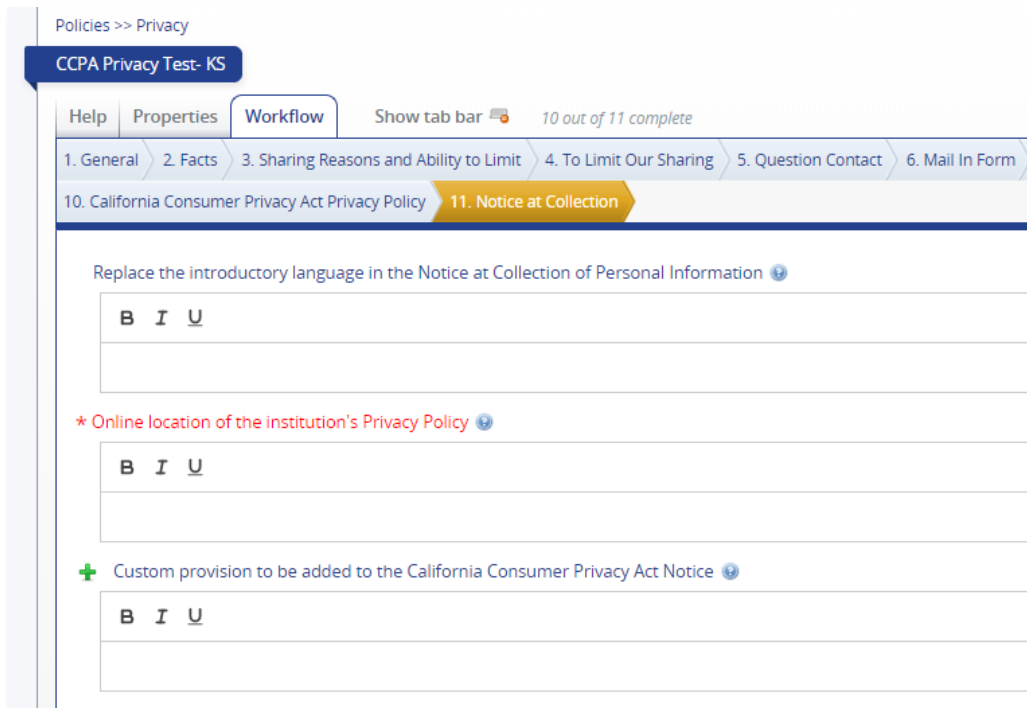 Policies >> Privacy
CCPA Privacy Test- KS
Help Properties Workflow Show tab bar 10 out of 11 complete
1. General 2. Facts 3. Sharing Reasons and Ability to Limit 4. To Limit Our Sharing 5. Question Contact 6. Mail In Form
10. California Consumer Privacy Act Privacy Policy 11. Notice at Collection
Replace the introductory language in the Notice at Collection of Personal Information
B I U
* Online location of the institution's Privacy Policy
B I U
Custom provision to be added to the California Consumer Privacy Act Notice
B I U